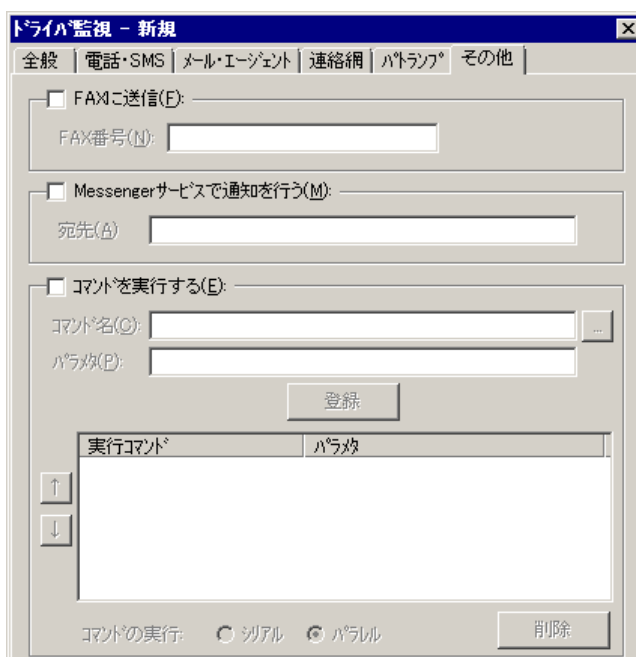 ﾄﾞﾗｲﾊﾞ監視 - 新規
全般 電話・SMS ﾒｰﾙ・ｴｰｼﾞｪﾝﾄ 連絡網 ﾊﾟﾄﾗﾝﾌﾟ その他
FAXに送信(F):
FAX番号(N):
Messengerｻｰﾋﾞｽで通知を行う(M):
宛先(A)
ｺﾏﾝﾄﾞを実行する(E):
ｺﾏﾝﾄﾞ名(C): ...
ﾊﾟﾗﾒﾀ(P):
登録
実行ｺﾏﾝﾄﾞ ﾊﾟﾗﾒﾀ
↑
↓
ｺﾏﾝﾄﾞの実行: ｼﾘｱﾙ ﾊﾟﾗﾚﾙ 削除